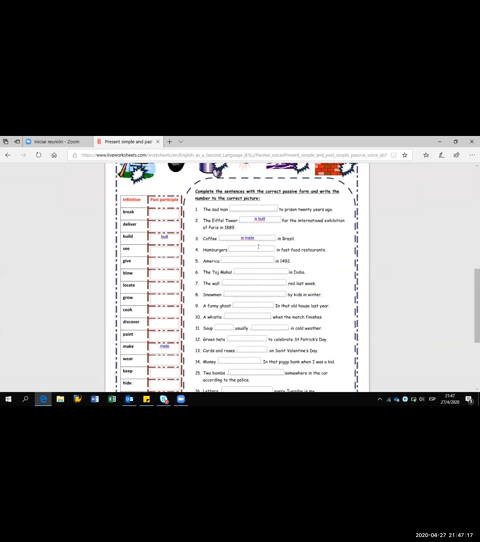 Iniciar reunión - Zoom
Present simple and pas
https://www.liveworksheets.com/worksheets/en/English_as_a_Second_Language_(ESL)/Passive_voice/Present_simple_and_past_simple_passive_voice
Infinitive Past participle
break
deliver
build built
see
give
blow
locate
grow
cook
discover
paint
make made
wear
keep
hide
Complete the sentences with the correct passive form and write the
number to the correct picture:
1. The sad man to prison twenty years ago.
2. The Eiffel Tower is built for the international exhibition
of Paris in 1889.
3. Coffee is made in Brazil.
4. Hamburgers in fast food restaurants.
5. America in 1492.
6. The Taj Mahal in India.
7. The wall red last week.
8. Snowmen by kids in winter.
9. A funny ghost In that old house last year.
10. A whistle when the match finishes.
11. Soup usually in cold weather.
12. Green hats to celebrate St Patrick's Day.
13. Cards and roses on Saint Valentine's Day.
14. Money In that piggy bank when I was a kid.
15. Two bombs somewhere in the car
according to the police.
16. Letters every Tuesday in my
ESP
21:47
27/4/2020
2020-04-27 21:47:17